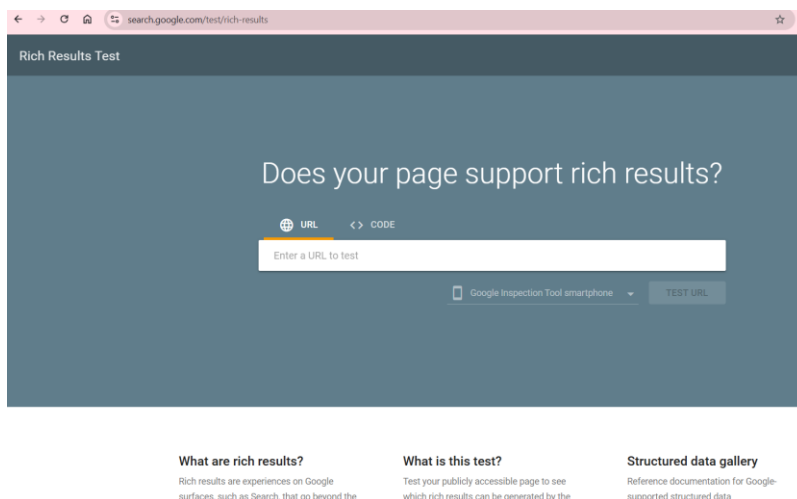 search.google.com/test/rich-results
Rich Results Test
Does your page support rich results?
URL
<> CODE
Enter a URL to test
Google Inspection Tool smartphone
TEST URL
What are rich results?
Rich results are experiences on Google
surfaces, such as Search, that go beyond the
What is this test?
Test your publicly accessible page to see
which rich results can be generated by the
Structured data gallery
Reference documentation for Google-
supported structured data